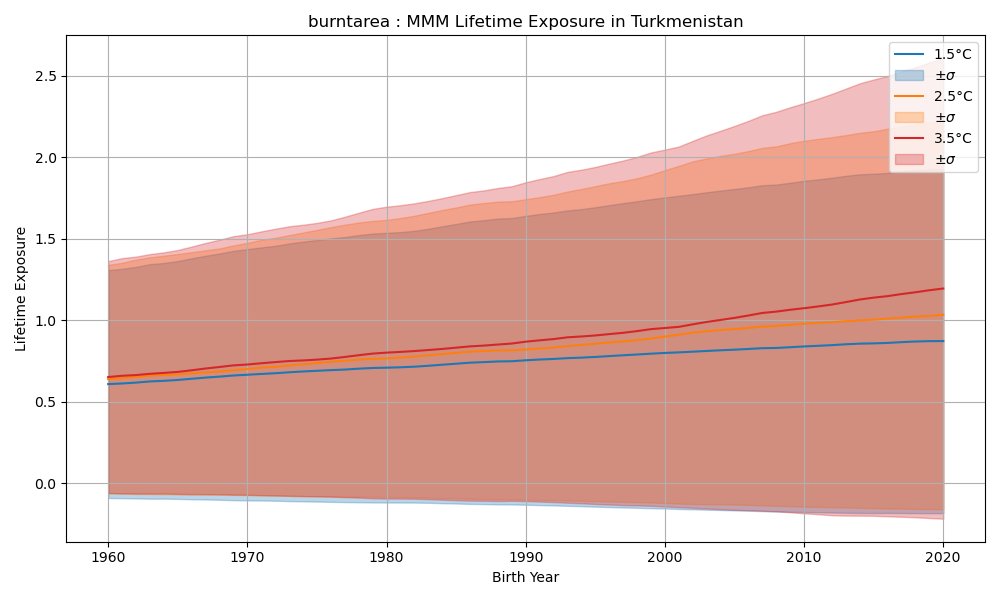 burntarea : MMM Lifetime Exposure in Turkmenistan
1.5°C
±σ
2.5°C
±σ
3.5°C
±σ
Lifetime Exposure
2.5
2.0
1.5
1.0
0.5
0.0
1960
1970
1980
1990
2000
2010
2020
Birth Year